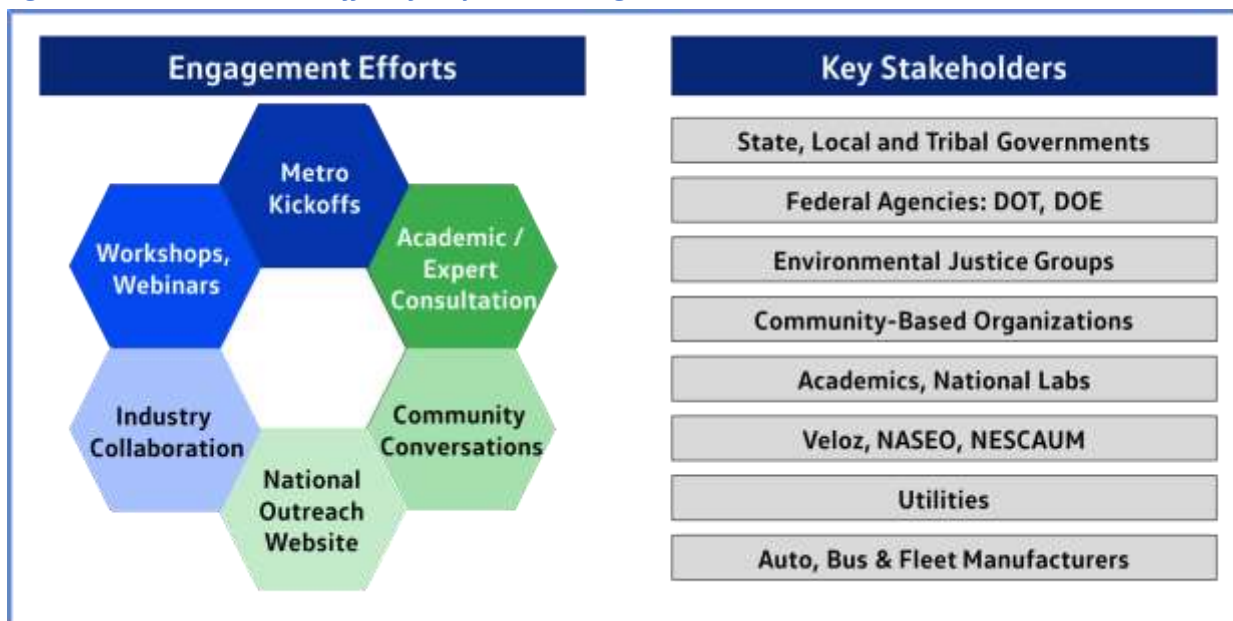 Engagement Efforts
Metro
Kickoffs
Academic /
Expert
Consultation
Community
Conversations
National
Outreach
Website
Industry
Collaboration
Workshops,
Webinars
Key Stakeholders
State, Local and Tribal Governments
Federal Agencies: DOT, DOE
Environmental Justice Groups
Community-Based Organizations
Academics, National Labs
Veloz, NASEO, NESCAUM
Utilities
Auto, Bus & Fleet Manufacturers